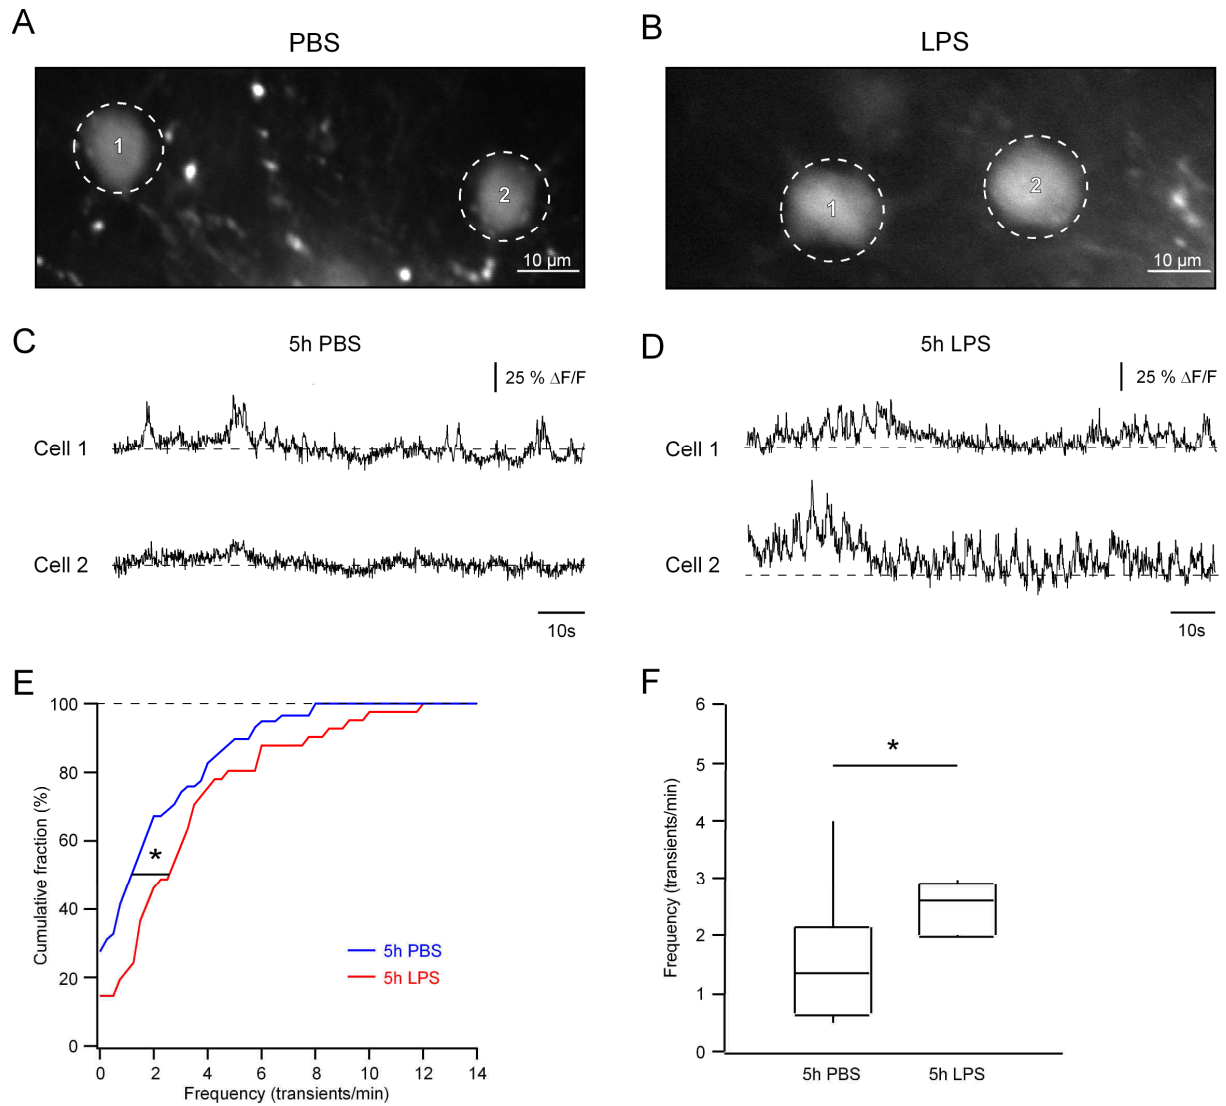 A
PBS
1
2
10 µm
B
LPS
1
2
10 µm
C
5h PBS
25 % ΔF/F
Cell 1
Cell 2
10s
D
5h LPS
25 % ΔF/F
Cell 1
Cell 2
10s
E
Cumulative fraction (%)
100
80
60
40
20
0
*
5h PBS
5h LPS
0 2 4 6 8 10 12 14
Frequency (transients/min)
F
Frequency (transients/min)
6
5
4
3
2
1
0
*
5h PBS 5h LPS